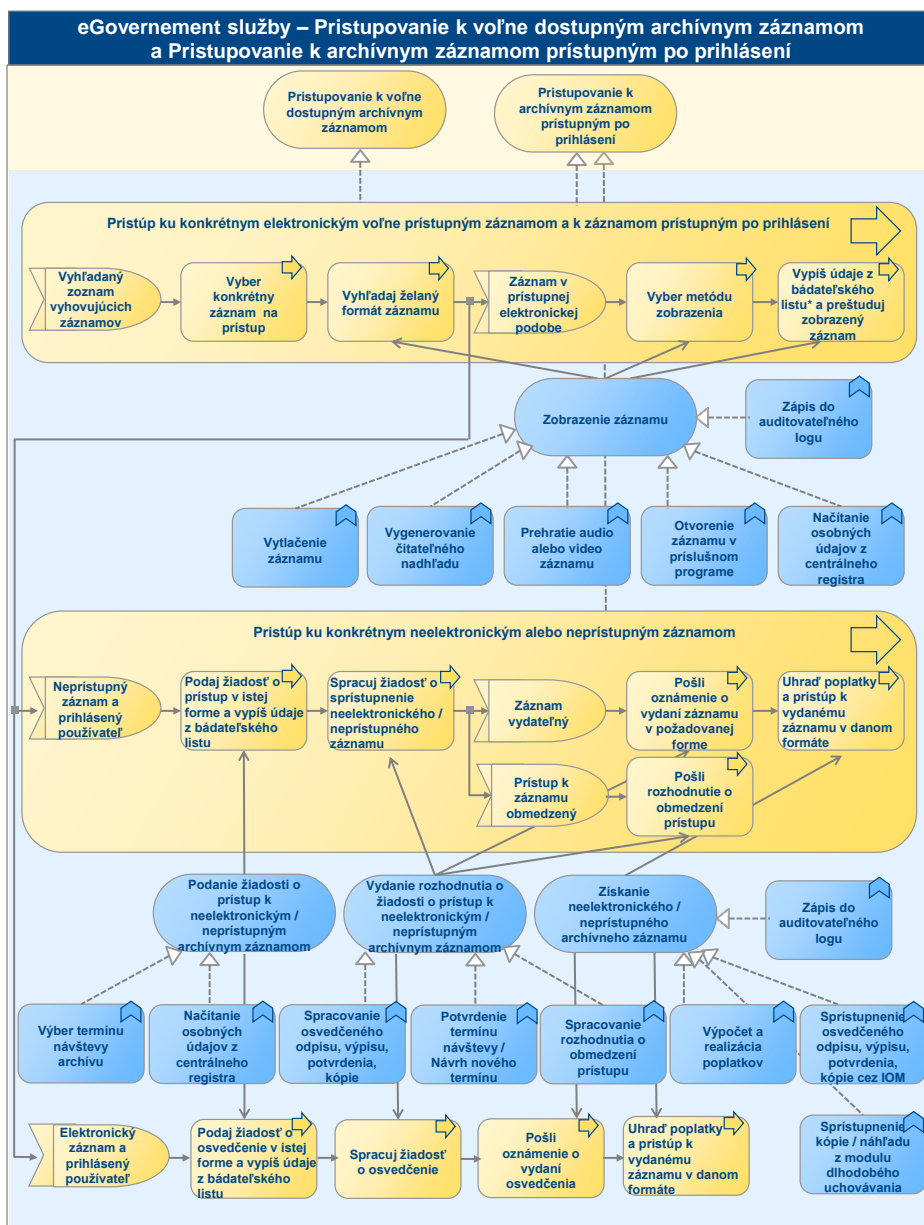 eGovernement služby – Pristupovanie k voľne dostupným archívnym záznamom
a Pristupovanie k archívnym záznamom prístupným po prihlásení
Pristupovanie k voľne
dostupným archívnym
záznamom
Pristupovanie k
archívnym záznamom
prístupným po
prihlásení
Prístúp ku konkrétnym elektronickým voľne prístupným záznamom a k záznamom prístupným po prihlásení
Vyhľadaný
zoznam
vyhovujúcich
záznamov
Vyber
konkrétny
záznam na
prístup
Vyhľadaj želaný
formát záznamu
Záznam v
prístupnej
elektronickej
podobe
Vyber metódu
zobrazenia
Vypíš údaje z
bádateľského
listu* a preštuduj
zobrazený
záznam
Zobrazenie záznamu
Zápis do
auditovateľného
logu
Vytlačenie
záznamu
Vygenerovanie
čitateľného
nadhľadu
Prehratie audio
alebo video
záznamu
Otvorenie
záznamu v
príslušnom
programe
Načítanie
osobných
údajov z
centrálneho
registra
Prístúp ku konkrétnym neelektronickým alebo neprístupným záznamom
Neprístupný
záznam a
prihlásený
používateľ
Podaj žiadosť o
prístup v istej
forme a vypíš údaje
z bádateľského
listu
Spracuj žiadosť o
sprístupnenie
neelektronického /
neprístupného
záznamu
Záznam
vydateľný
Pošli
oznámenie o
vydaní záznamu
v požadovanej
forme
Uhraď poplatky
a pristúp k
vydanému
záznamu v danom
formáte
Prístup k
záznamu
obmedzený
Pošli
rozhodnutie o
obmedzení
prístupu
Podanie žiadosti o
prístup k
neelektronickým /
neprístupným
archívnym záznamom
Vydanie rozhodnutia o
žiadosti o prístup k
neelektronickým /
neprístupným
archívnym záznamom
Získanie
neelektronického /
neprístupného
archívneho záznamu
Zápis do
auditovateľného
logu
Výber termínu
návštevy
archívu
Načítanie
osobných
údajov z
centrálneho
registra
Spracovanie
osvedčeného
odpisu, výpisu,
potvrdenia,
kópie
Potvrdenie
termínu
návštevy /
Návrh nového
termínu
Spracovanie
rozhodnutia o
obmedzení
prístupu
Výpočet a
realizácia
poplatkov
Sprístupnenie
osvedčeného
odpisu, výpisu,
potvrdenia,
kópie cez IOM
Elektronický
záznam a
prihlásený
používateľ
Podaj žiadosť o
osvedčenie v istej
forme a vypíš údaje
z bádateľského
listu
Spracuj žiadosť
o osvedčenie
Pošli
oznámenie o
vydaní
osvedčenia
Uhraď poplatky
a pristúp k
vydanému
záznamu v danom
formáte
Sprístupnenie
kópie / náhľadu
z modulu
dlhodobého
uchovávania